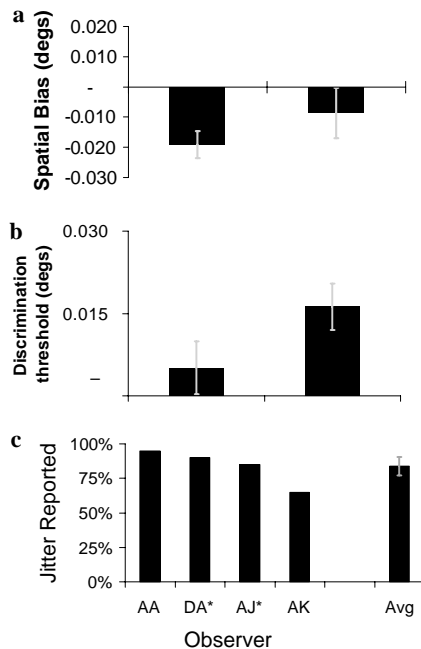 a
Spatial Bias (degs)
0.020
0.010
-
-0.010
-0.020
-0.030
b
Discrimination
threshold (degs)
0.030
0.015
–
c
Jitter Reported
100%
75%
50%
25%
0%
AA DA* AJ* AK Avg
Observer